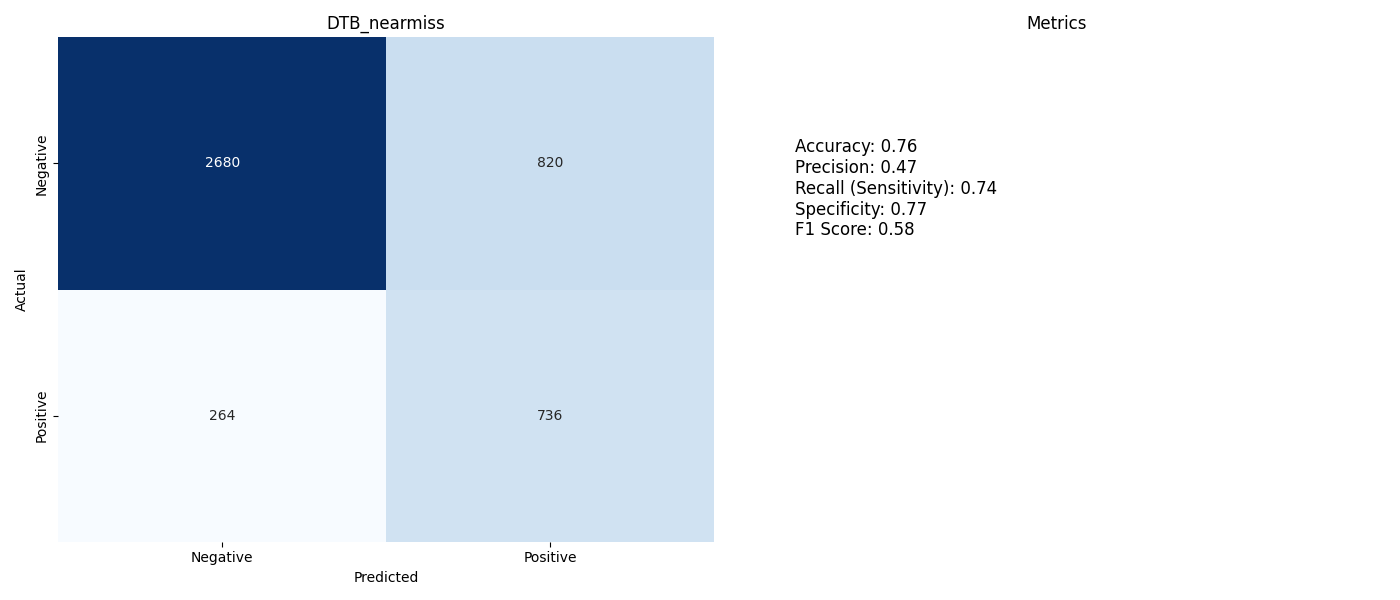 DTB_nearmiss
Negative
2680
820
Actual
Positive
264
736
Negative
Positive
Predicted
Metrics
Accuracy: 0.76
Precision: 0.47
Recall (Sensitivity): 0.74
Specificity: 0.77
F1 Score: 0.58